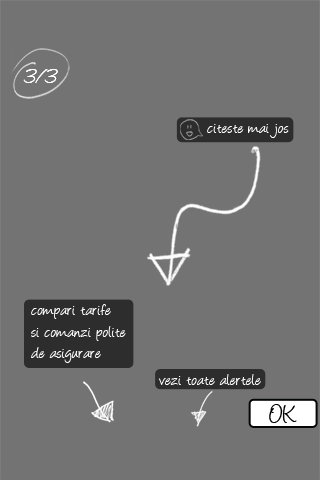 3/3
citeste mai jos
compari tarife
si comanzi polite
de asigurare
vezi toate alertele
OK